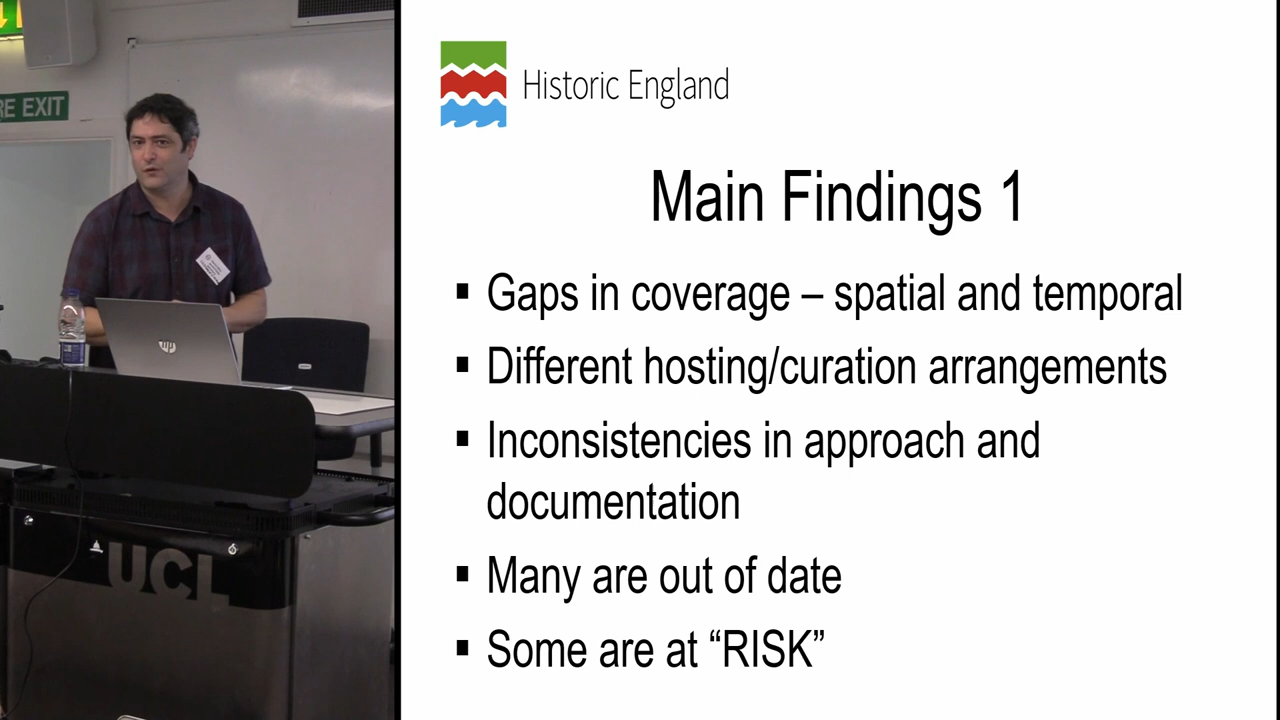 RE EXIT
hp
UCL
Historic England
Main Findings 1
▪ Gaps in coverage – spatial and temporal
▪ Different hosting/curation arrangements
▪ Inconsistencies in approach and
documentation
▪ Many are out of date
▪ Some are at “RISK”